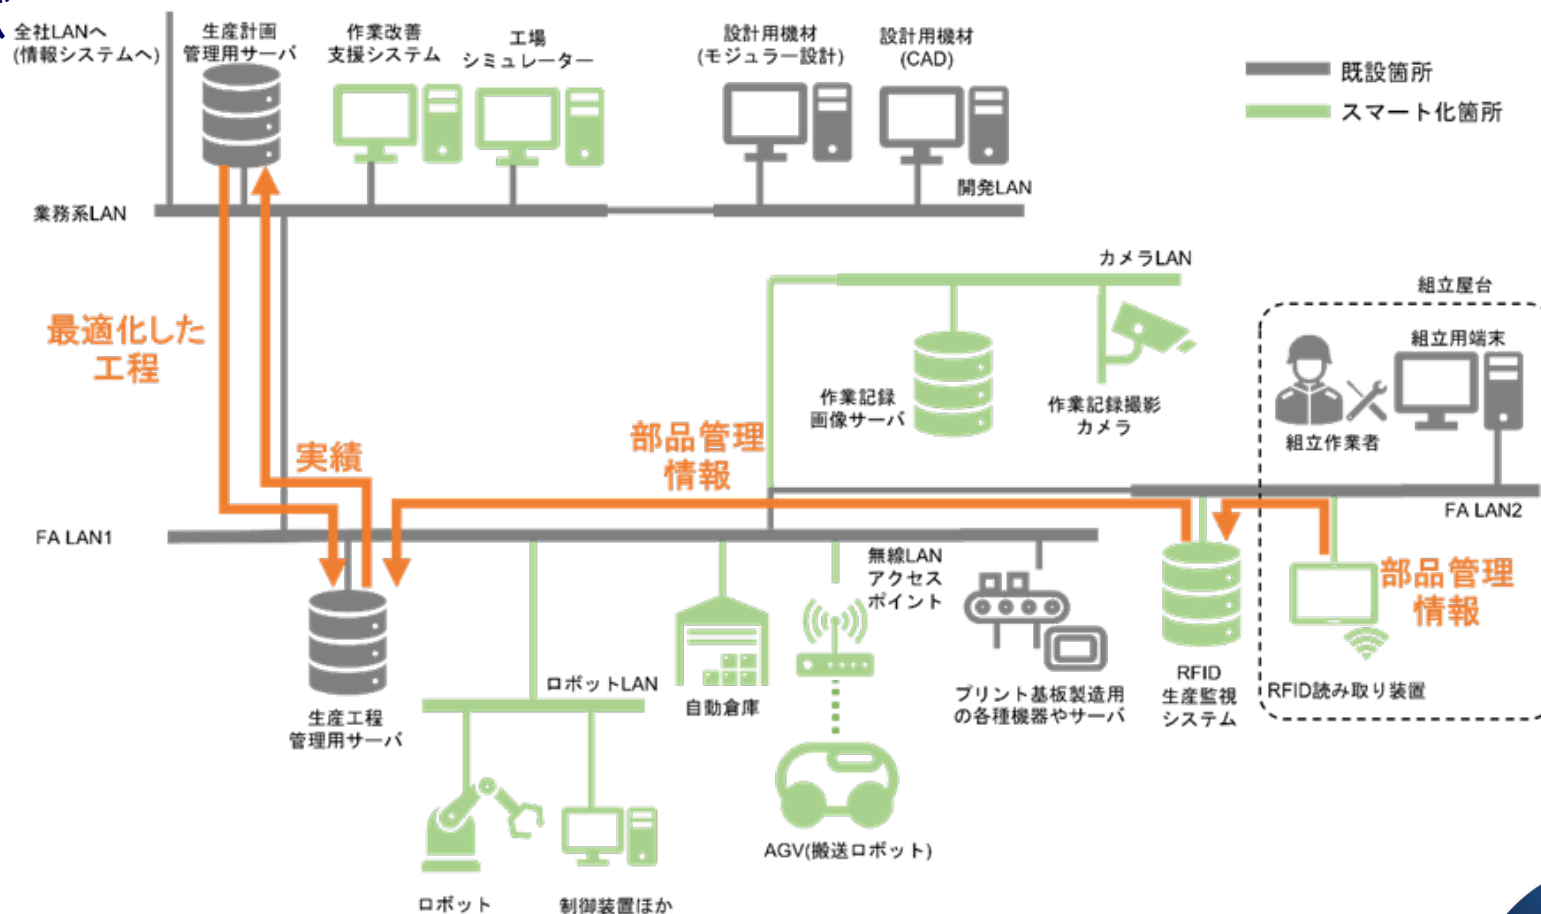 全社LANへ
(情報システムへ)
生産計画
管理用サーバ
作業改善
支援システム
工場
シミュレーター
設計用機材
(モジュラー設計)
設計用機材
(CAD)
既設箇所
スマート化箇所
開発LAN
業務系LAN
カメラLAN
組立屋台
最適化した
工程
組立用端末
作業記録
画像サーバ
作業記録撮影
カメラ
組立作業者
部品管理
情報
実績
FA LAN2
FA LAN1
無線LAN
アクセス
ポイント
部品管理
情報
ロボットLAN
自動倉庫
プリント基板製造用
の各種機器やサーバ
RFID
生産監視
システム
RFID読み取り装置
生産工程
管理用サーバ
AGV(搬送ロボット)
ロボット
制御装置ほか